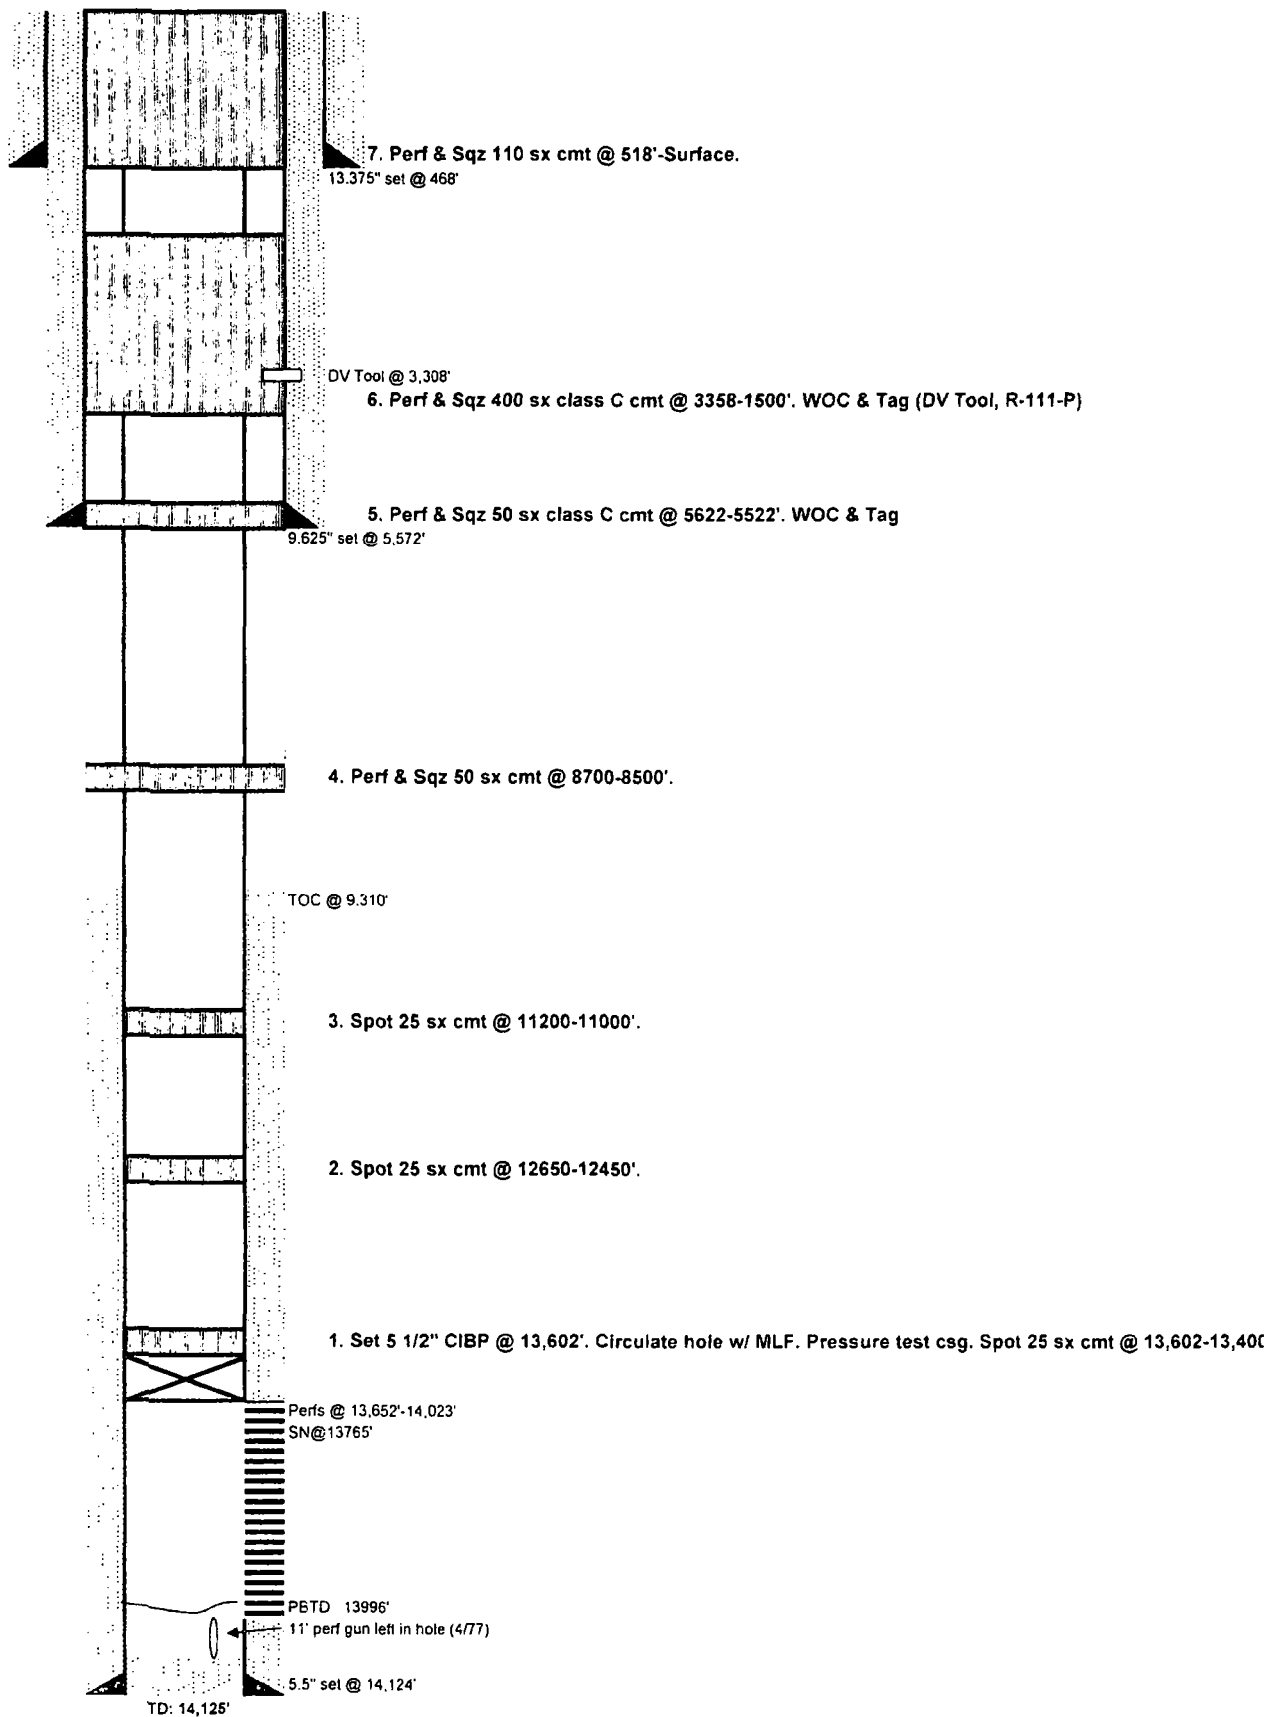 7. Perf & Sqz 110 sx cmt @ 518'-Surface.
13.375" set @ 468'
DV Tool @ 3,308'
6. Perf & Sqz 400 sx class C cmt @ 3358-1500'. WOC & Tag (DV Tool, R-111-P)
5. Perf & Sqz 50 sx class C cmt @ 5622-5522'. WOC & Tag
9.625" set @ 5,572'
4. Perf & Sqz 50 sx cmt @ 8700-8500'.
TOC @ 9.310'
3. Spot 25 sx cmt @ 11200-11000'.
2. Spot 25 sx cmt @ 12650-12450'.
1. Set 5 1/2" CIBP @ 13,602'. Circulate hole w/ MLF. Pressure test csg. Spot 25 sx cmt @ 13,602-13,400
Perfs @ 13,652'-14,023'
SN@13765'
PBTD 13996'
11' perf gun left in hole (4/77)
5.5" set @ 14,124'
TD: 14,125'